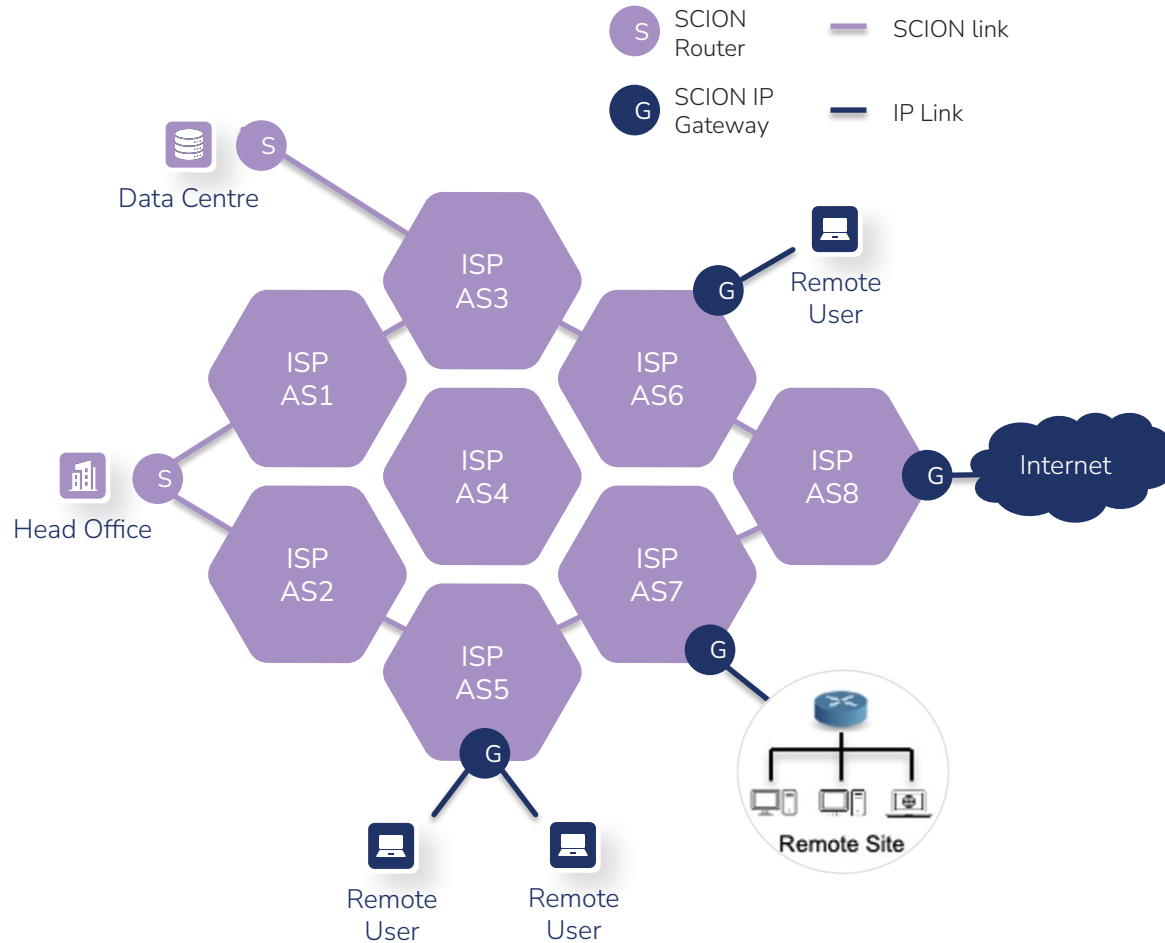 S
SCION
Router
SCION link
G
SCION IP
Gateway
IP Link
S
Data Centre
ISP
AS3
G
Remote
User
ISP
AS1
ISP
AS6
ISP
AS4
ISP
AS8
G
Internet
S
Head Office
ISP
AS2
ISP
AS7
G
ISP
AS5
G
Remote Site
Remote
User
Remote
User